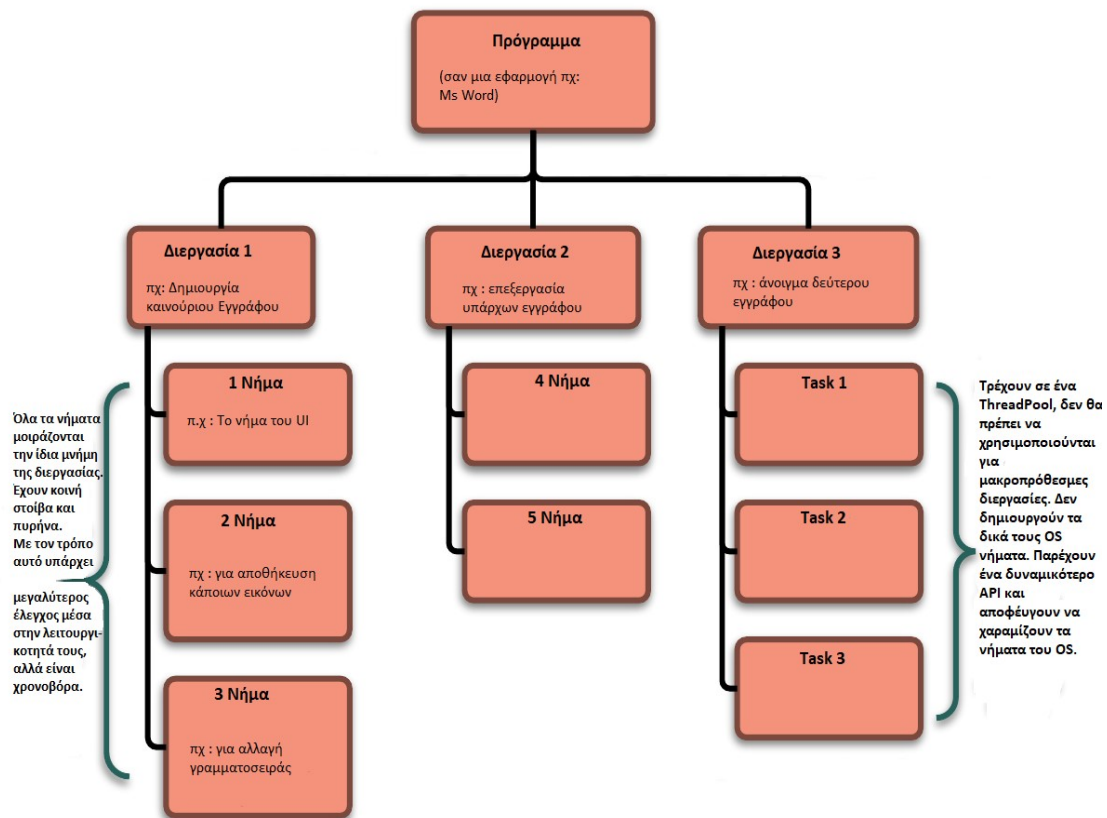 Πρόγραμμα
(σαν μια εφαρμογή πχ:
Ms Word)
Διεργασία 1
πχ: Δημιουργία
καινούριου Εγγράφου
Διεργασία 2
πχ : επεξεργασία
υπάρχων εγγράφου
Διεργασία 3
πχ : άνοιγμα δεύτερου
εγγράφου
Όλα τα νήματα
μοιράζονται
την ίδια μνήμη
της διεργασίας.
Έχουν κοινή
στοίβα και
πυρήνα.
Με τον τρόπο
αυτό υπάρχει
μεγαλύτερος
έλεγχος μέσα
στην λειτουργι-
κοτητά τους,
αλλά είναι
χρονοβόρα.
1 Νήμα
π.χ : Το νήμα του UI
2 Νήμα
πχ : για αποθήκευση
κάποιων εικόνων
3 Νήμα
πχ : για αλλαγή
γραμματοσειράς
4 Νήμα
5 Νήμα
Task 1
Task 2
Task 3
Τρέχουν σε ένα
ThreadPool, δεν θα
πρέπει να
χρησιμοποιούνται
για
μακροπρόθεσμες
διεργασίες. Δεν
δημιουργούν τα
δικά τους OS
νήματα. Παρέχουν
ένα δυναμικότερο
API και
αποφέυγουν να
χαραμίζουν τα
νήματα του OS.